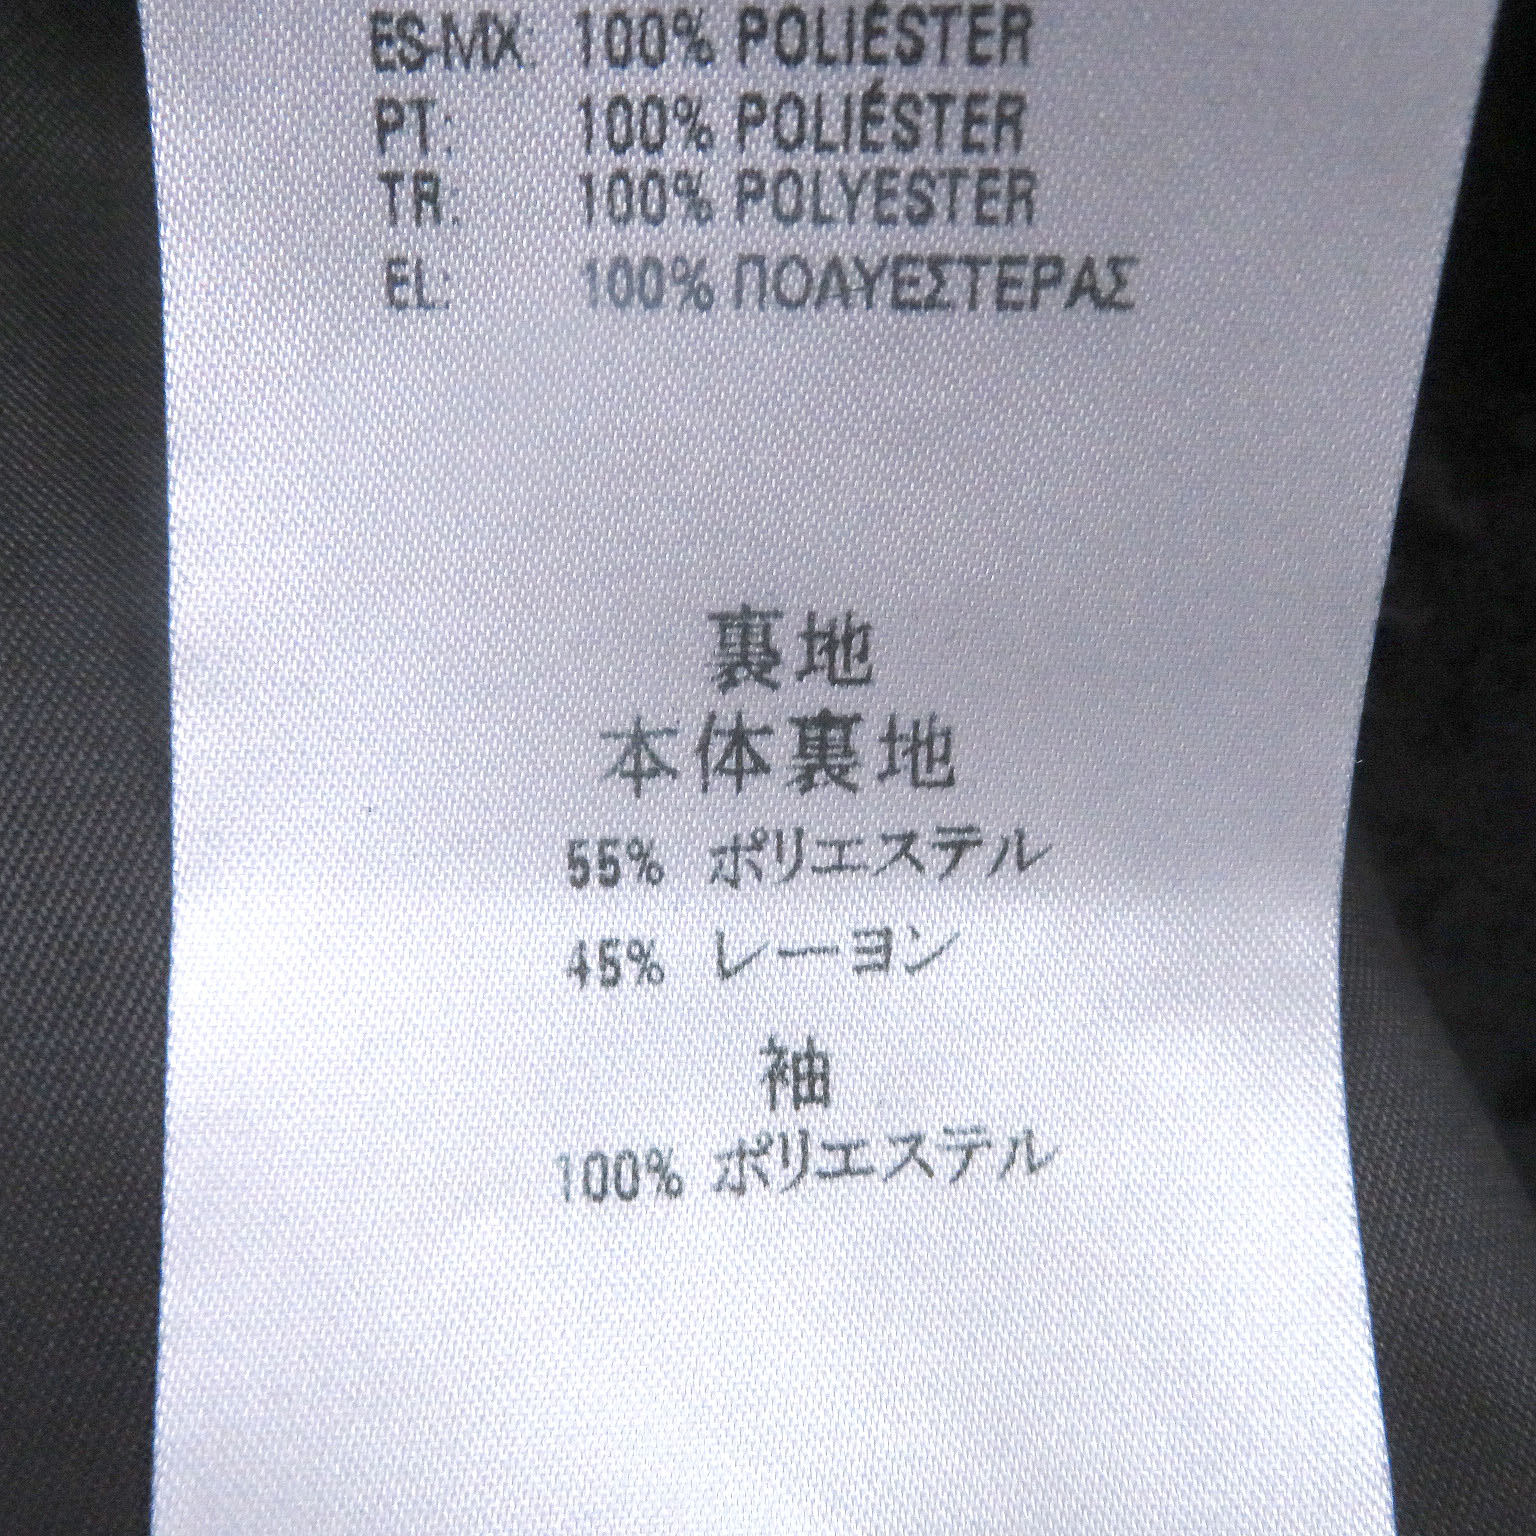 ES-MX: 100% POLIÉSTER
PT: 100% POLIÉSTER
TR: 100% POLYESTER
EL: 100% ΠΟΛΥΕΣΤΕΡΑΣ
裏地
本体裏地
55% ポリエステル
45% レーヨン
袖
100% ポリエステル